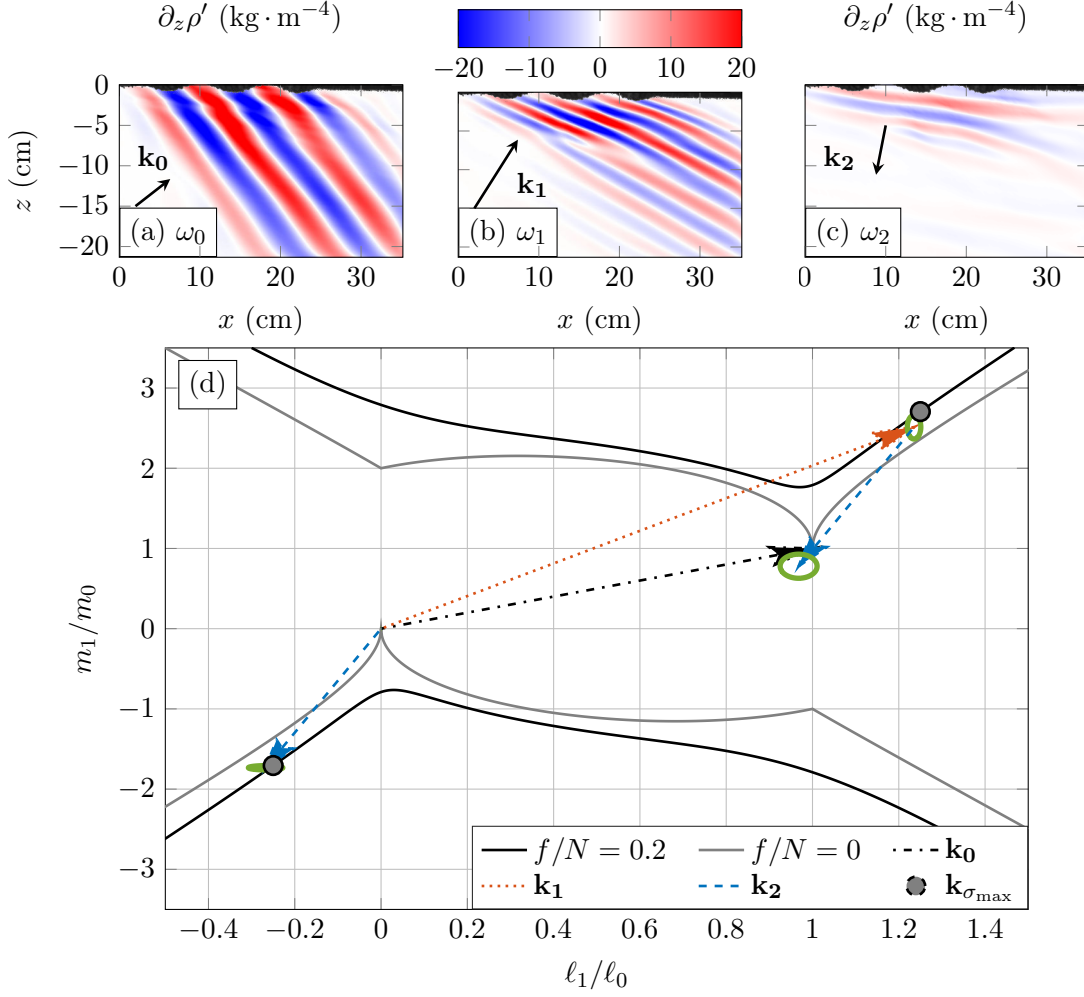 ∂zρ′ (kg · m−4)
∂zρ′ (kg · m−4)
−20 −10 0 10 20
0
−5
−10
−15
−20
z (cm)
k0
k1
k2
(a) ω0
(b) ω1
(c) ω2
0 10 20 30
0 10 20 30
0 10 20 30
x (cm)
x (cm)
x (cm)
(d)
3
2
1
0
−1
−2
−3
m1/m0
f/N = 0.2
f/N = 0
k0
k1
k2
kσmax
−0.4 −0.2 0 0.2 0.4 0.6 0.8 1 1.2 1.4
ℓ1/ℓ0